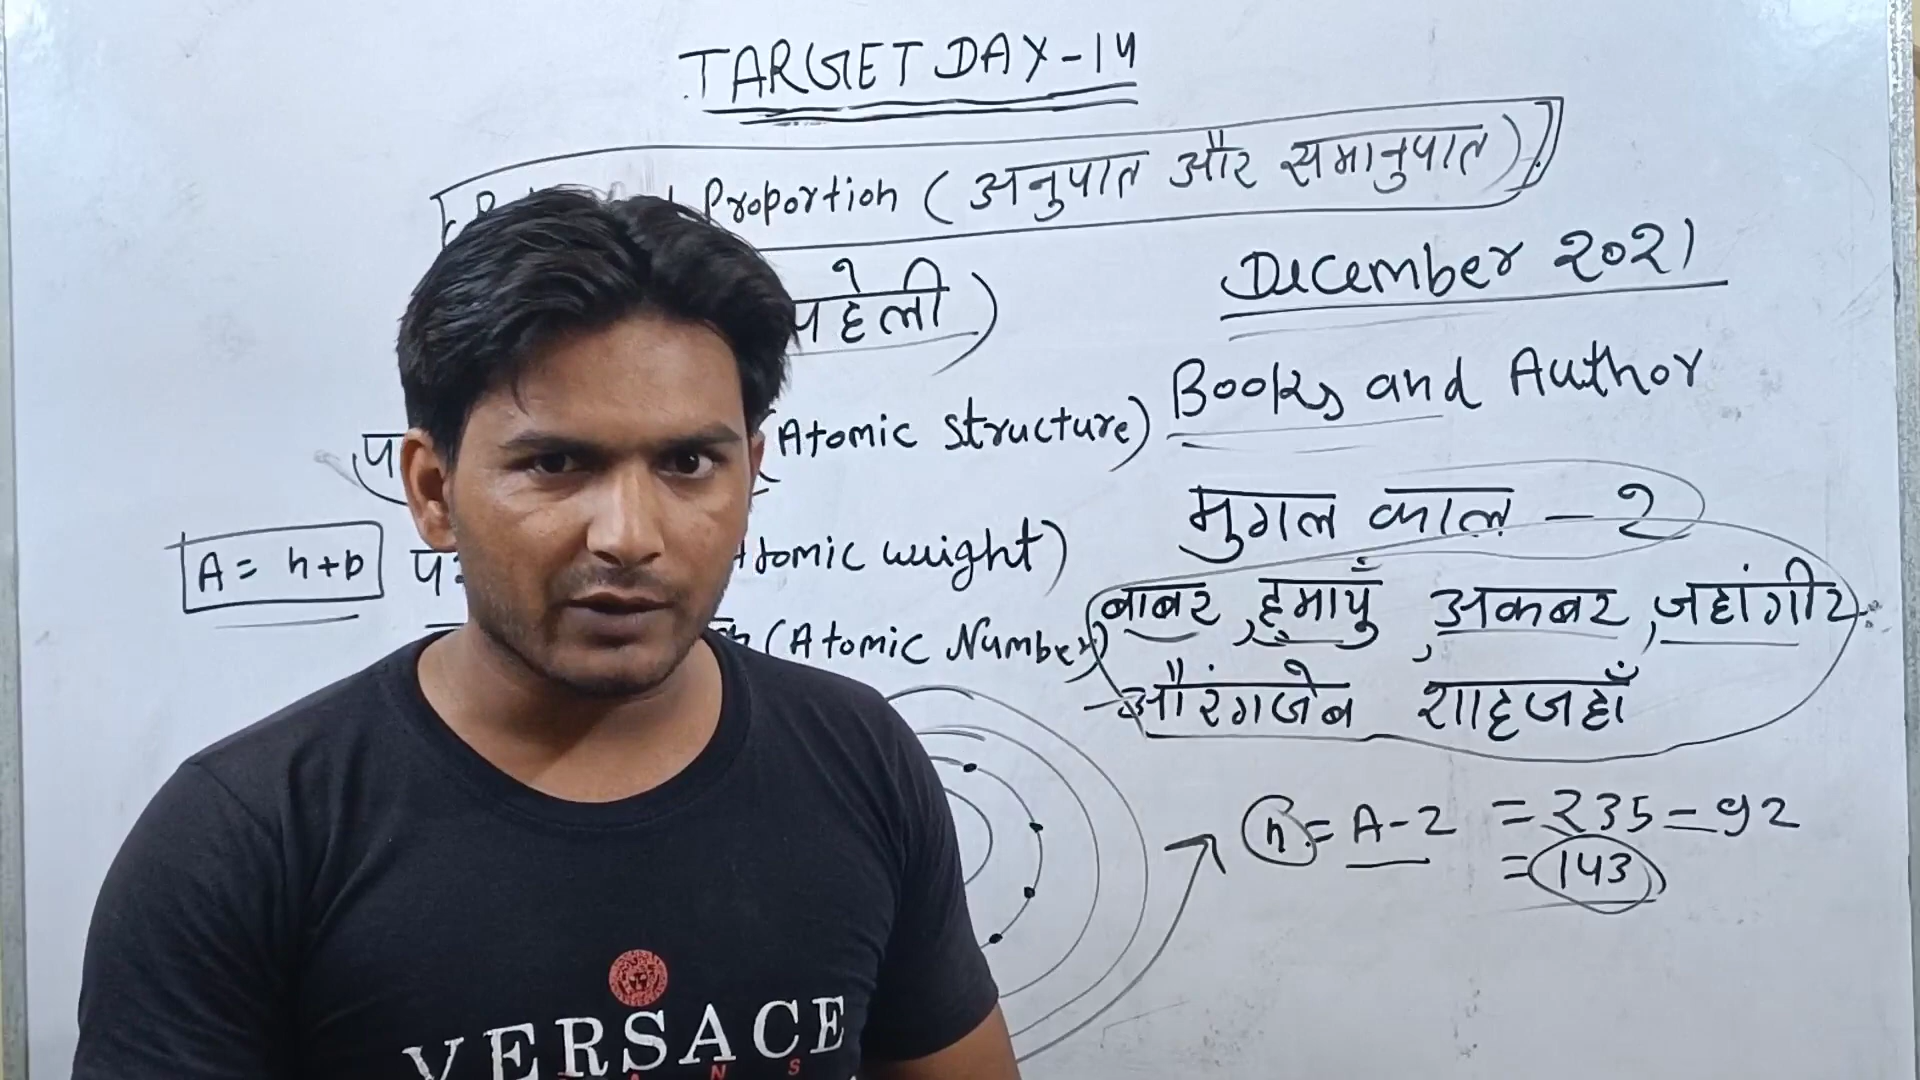 TARGET DAY-14
Proportion (अनुपात और समानुपात)
पहेली)
December 2021
Books and Author
(Atomic structure)
मुगल काल - 2
A = n+p
Atomic weight)
बाबर, हुमायुँ, अकबर, जहांगीर
(Atomic Number)
औरंगजेब शाहजहाँ
n = A-Z = 235-92
= 143
VERSACE